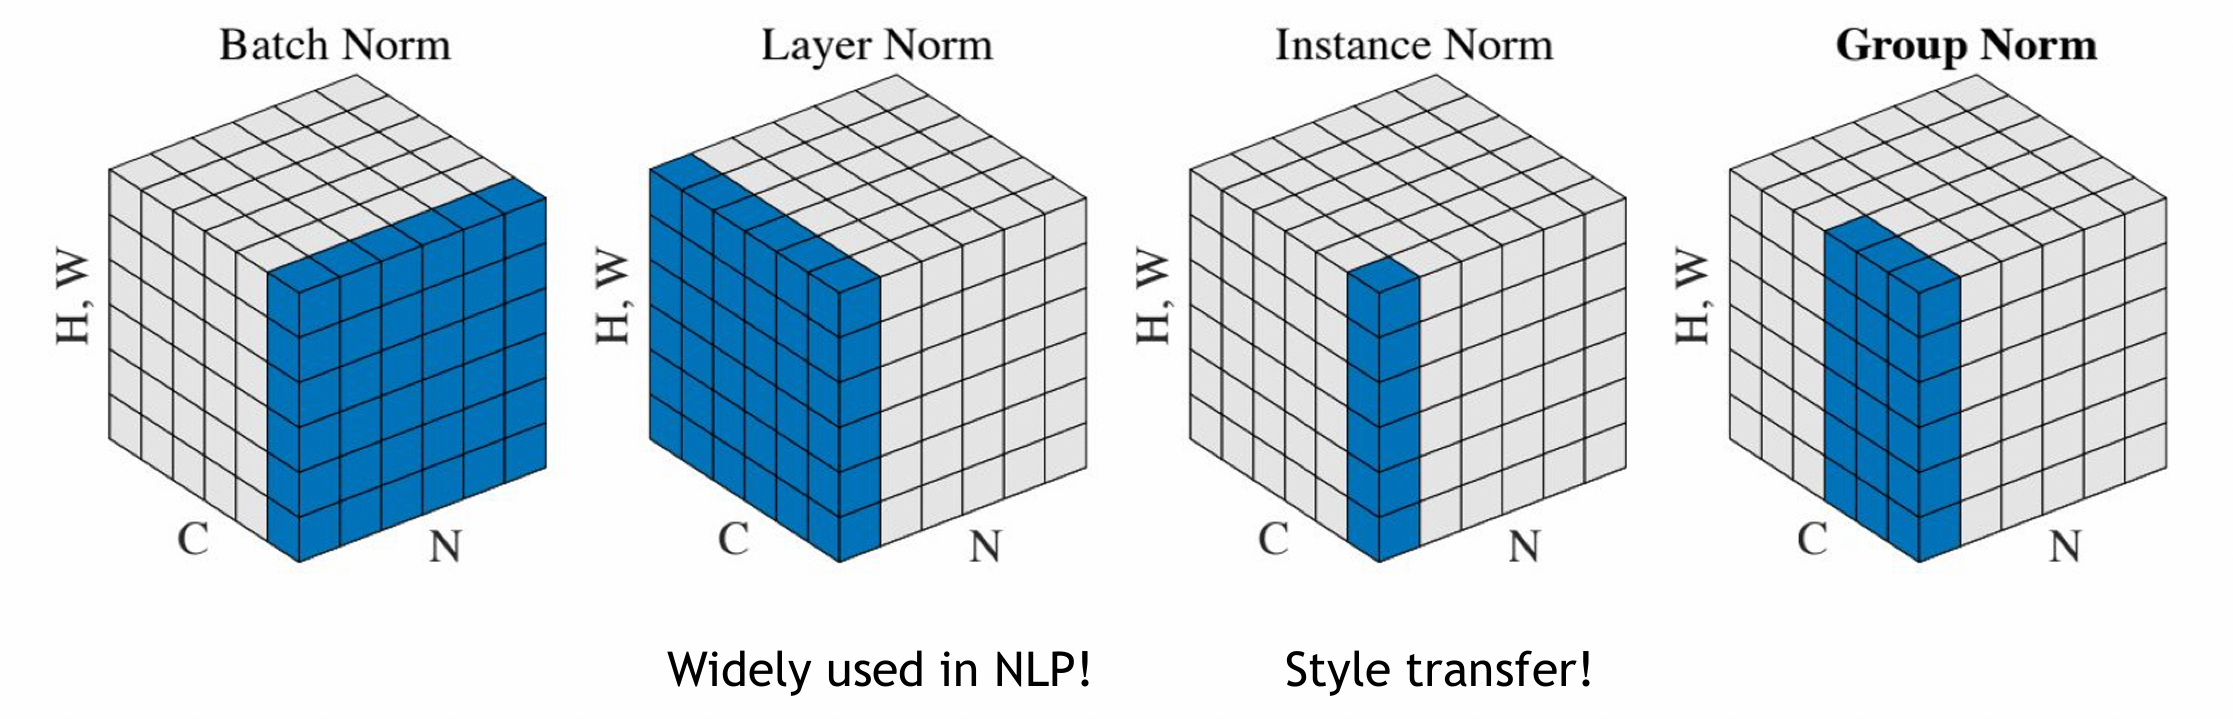 Batch Norm
Layer Norm
Instance Norm
Group Norm
H, W
C
N
H, W
C
N
H, W
C
N
H, W
C
N
Widely used in NLP!
Style transfer!